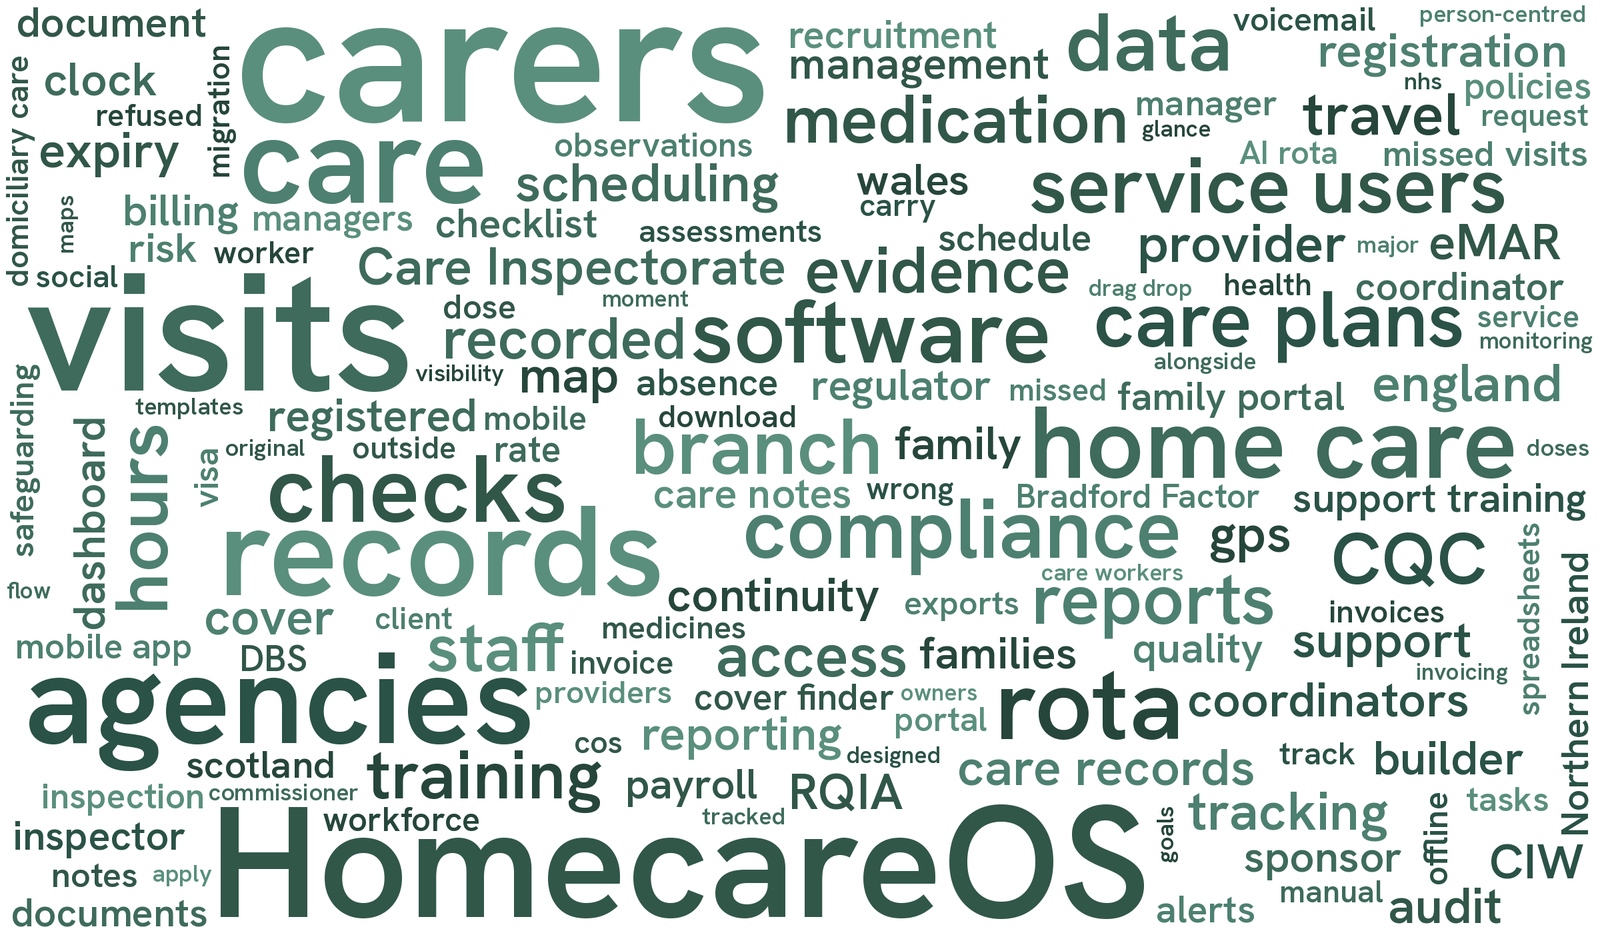 document
carers
recruitment
management
data
voicemail
person-centred
registration
clock
migration
domiciliary care
refused
expiry
nhs
policies
medication
manager
glance
travel
request
care
observations
scheduling
AI rota
missed visits
wales
carry
service users
maps
billing
managers
checklist
assessments
schedule
provider
major
eMAR
risk
worker
Care Inspectorate
evidence
social
visits
dose
moment
drag drop
health
coordinator
recorded
software
care plans
service
monitoring
visibility
map
absence
regulator
alongside
missed
family portal
england
safeguarding
templates
registered
mobile
download
dashboard
hours
visa
original
outside
rate
branch
family
home care
doses
checks
care notes
wrong
Bradford Factor
support training
records
compliance
gps
CQC
spreadsheets
flow
continuity
care workers
exports
reports
invoices
Northern Ireland
cover
client
staff
medicines
mobile app
DBS
invoice
access
families
quality
support
invoicing
agencies
providers
cover finder
owners
portal
rota
coordinators
cos
reporting
designed
scotland
training
payroll
RQIA
care records
track
builder
inspection
commissioner
workforce
tracked
goals
tracking
offline
tasks
inspector
HomecareOS
sponsor
CIW
notes
apply
manual
documents
alerts
audit